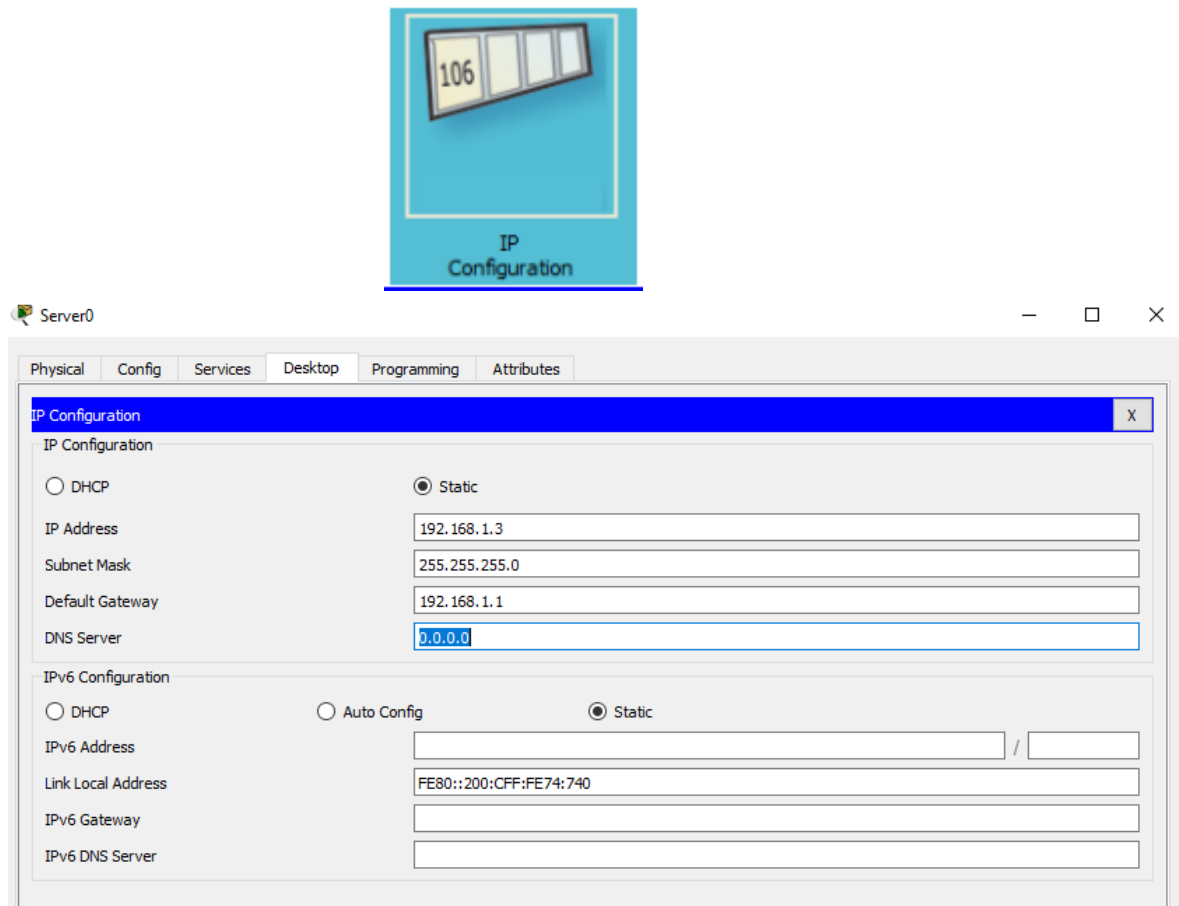 106
IP
Configuration
Server0
Physical Config Services Desktop Programming Attributes
IP Configuration X
IP Configuration
DHCP Static
IP Address 192.168.1.3
Subnet Mask 255.255.255.0
Default Gateway 192.168.1.1
DNS Server 0.0.0.0
IPv6 Configuration
DHCP Auto Config Static
IPv6 Address /
Link Local Address FE80::200:CFF:FE74:740
IPv6 Gateway
IPv6 DNS Server